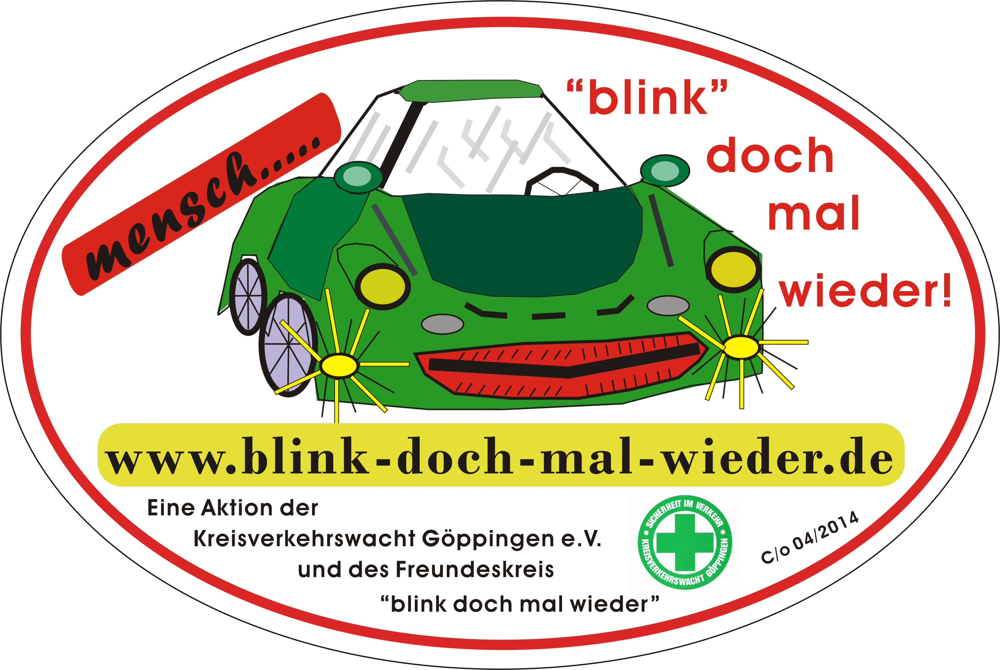 mensch.....
“blink”
doch
mal
wieder!
www.blink-doch-mal-wieder.de
Eine Aktion der
Kreisverkehrswacht Göppingen e.V.
und des Freundeskreis
“blink doch mal wieder”
SICHERHEIT IM VERKEHR
KREISVERKEHRSWACHT GÖPPINGEN
C/o 04/2014